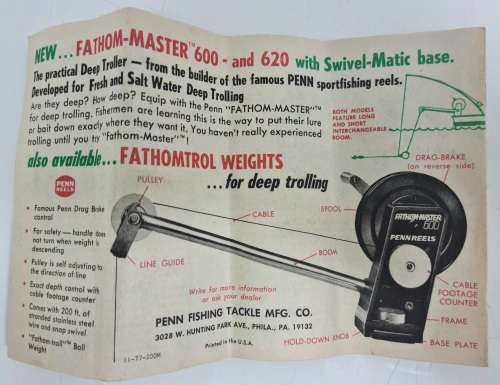 NEW... FATHOM-MASTER™ 600 - and 620 with Swivel-Matic base.
The practical Deep Troller — from the builder of the famous PENN sportfishing reels.
Developed for Fresh and Salt Water Deep Trolling
Are they deep? How deep? Equip with the Penn "FATHOM-MASTER"™
for deep trolling. Fishermen are learning this is the way to put their lure
or bait down exactly where they want it. You haven't really experienced
trolling until you try "Fathom-Master"™!
BOTH MODELS
FEATURE LONG
AND SHORT
INTERCHANGEABLE
BOOM.
also available... FATHOMTROL WEIGHTS
...for deep trolling
DRAG-BRAKE
(on reverse side)
PENN
REELS
PULLEY
CABLE
SPOOL
FATHOM-MASTER
600
PENN REELS
• Famous Penn Drag Brake
control
• For safety — handle does
not turn when weight is
descending
• Pulley is self adjusting to
the direction of line
• Exact depth control with
cable footage counter
• Comes with 200 ft. of
stranded stainless steel
wire and snap swivel
• "Fathom-trol"™ Ball
Weight
LINE GUIDE
BOOM
CABLE
FOOTAGE
COUNTER
FRAME
BASE PLATE
HOLD-DOWN KNOB
Write for more information
or ask your dealer
PENN FISHING TACKLE MFG. CO.
3028 W. HUNTING PARK AVE., PHILA., PA. 19132
Printed in the U.S.A.
11-77-200M